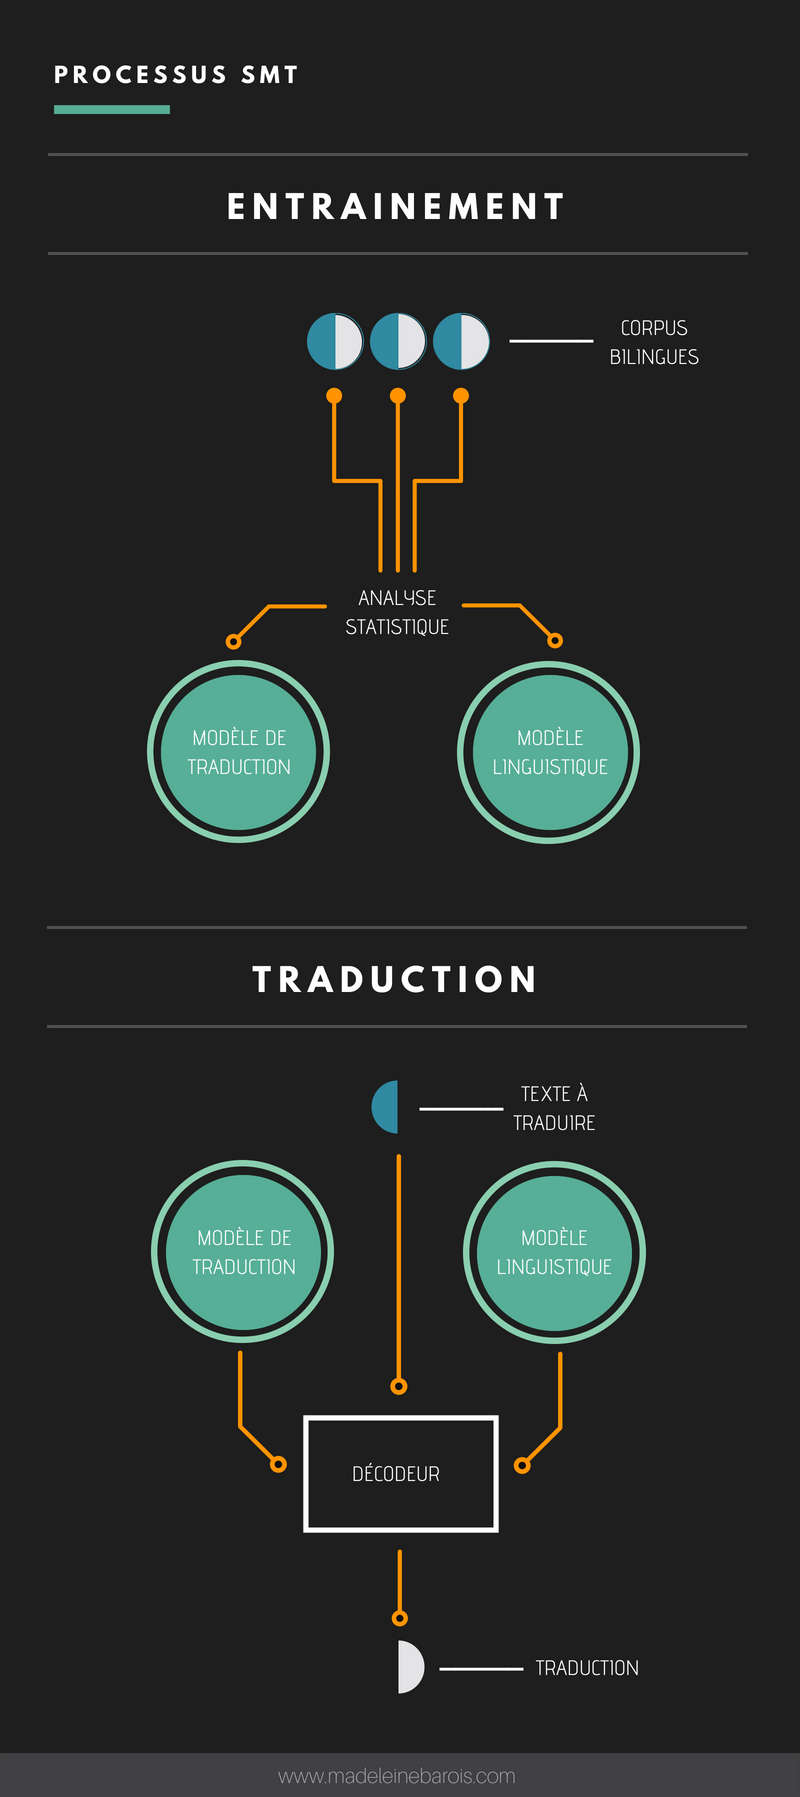 PROCESSUS SMT
ENTRAINEMENT
CORPUS
BILINGUES
ANALYSE
STATISTIQUE
MODÈLE DE
TRADUCTION
MODÈLE
LINGUISTIQUE
TRADUCTION
TEXTE À
TRADUIRE
MODÈLE DE
TRADUCTION
MODÈLE
LINGUISTIQUE
DÉCODEUR
TRADUCTION
www.madeleinebarois.com